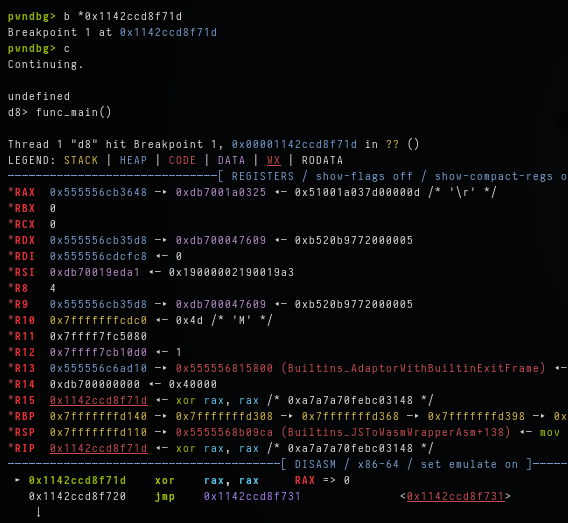 pwndbg> b *0x1142ccd8f71d
Breakpoint 1 at 0x1142ccd8f71d
pwndbg> c
Continuing.
undefined
d8> func_main()
Thread 1 "d8" hit Breakpoint 1, 0x00001142ccd8f71d in ?? ()
LEGEND: STACK | HEAP | CODE | DATA | WX | RODATA
[ REGISTERS / show-flags off / show-compact-regs o
*RAX 0x555556cb3648 —▸ 0xdb7001a0325 ◂— 0x51001a037d00000d /* '\r' */
*RBX 0
*RCX 0
*RDX 0x555556cb35d8 —▸ 0xdb700047609 ◂— 0xb520b9772000005
*RDI 0x555556cdcfc8 ◂— 0
*RSI 0xdb70019eda1 ◂— 0x19000002190019a3
*R8 4
*R9 0x555556cb35d8 —▸ 0xdb700047609 ◂— 0xb520b9772000005
*R10 0x7fffffffcdc0 ◂— 0x4d /* 'M' */
*R11 0x7ffff7fc5080
*R12 0x7ffff7cb10d0 ◂— 1
*R13 0x555556c6ad10 —▸ 0x555556815800 (Builtins_AdaptorWithBuiltinExitFrame) ◂—
*R14 0xdb700000000 ◂— 0x40000
*R15 0x1142ccd8f71d ◂— xor rax, rax /* 0xa7a7a70febc03148 */
*RBP 0x7fffffffd140 —▸ 0x7fffffffd308 —▸ 0x7fffffffd368 —▸ 0x7fffffffd398 —▸ 0x
*RSP 0x7fffffffd110 —▸ 0x5555568b09ca (Builtins_JSToWasmWrapperAsm+138) ◂— mov
*RIP 0x1142ccd8f71d ◂— xor rax, rax /* 0xa7a7a70febc03148 */
[ DISASM / x86-64 / set emulate on ]
► 0x1142ccd8f71d xor rax, rax RAX => 0
0x1142ccd8f720 jmp 0x1142ccd8f731 <0x1142ccd8f731>
↓